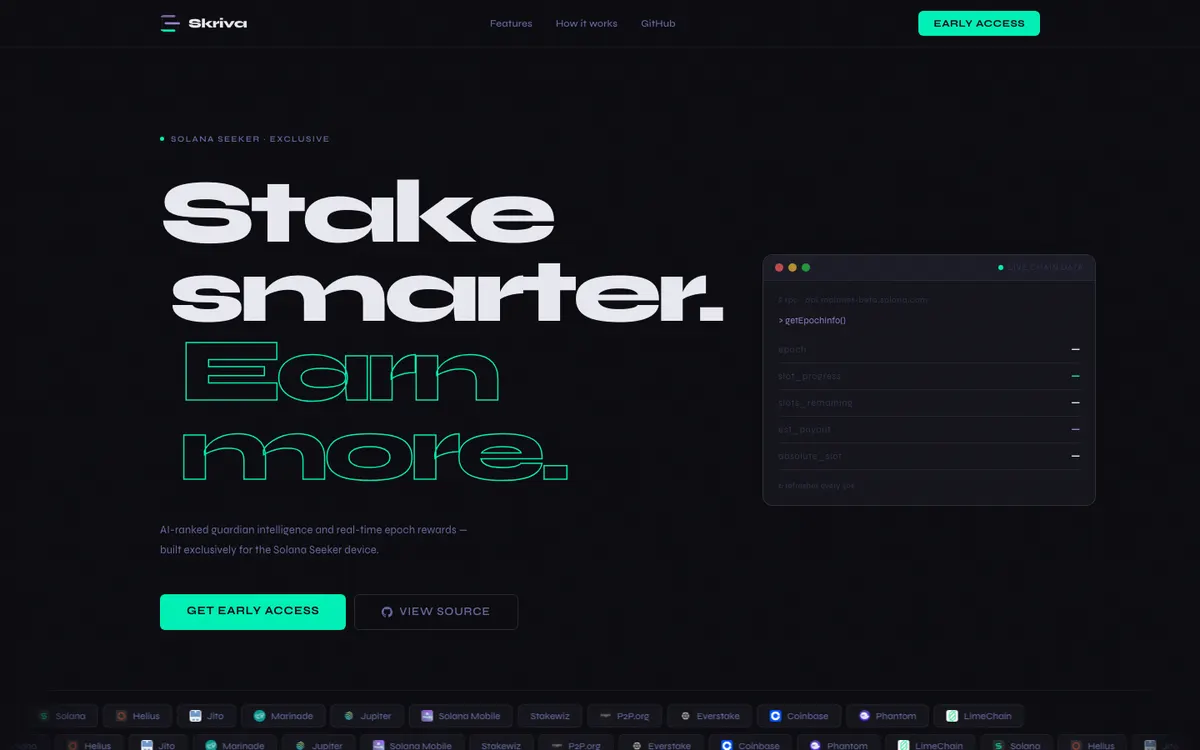 Skriva
Features
How it works
GitHub
EARLY ACCESS
SOLANA SEEKER · EXCLUSIVE
Stake
smarter.
Earn
more.
LIVE CHAIN DATA
> getEpochInfo()
epoch —
slot_progress —
slots_remaining —
est_payout —
absolute_slot —
AI-ranked guardian intelligence and real-time epoch rewards —
built exclusively for the Solana Seeker device.
GET EARLY ACCESS
VIEW SOURCE
Solana Helius Jito Marinade Jupiter Solana Mobile Stakewiz P2P.org Everstake Coinbase Phantom LimeChain
Helius Jito Marinade Jupiter Solana Mobile Stakewiz P2P.org Everstake Coinbase Phantom LimeChain Solana Helius